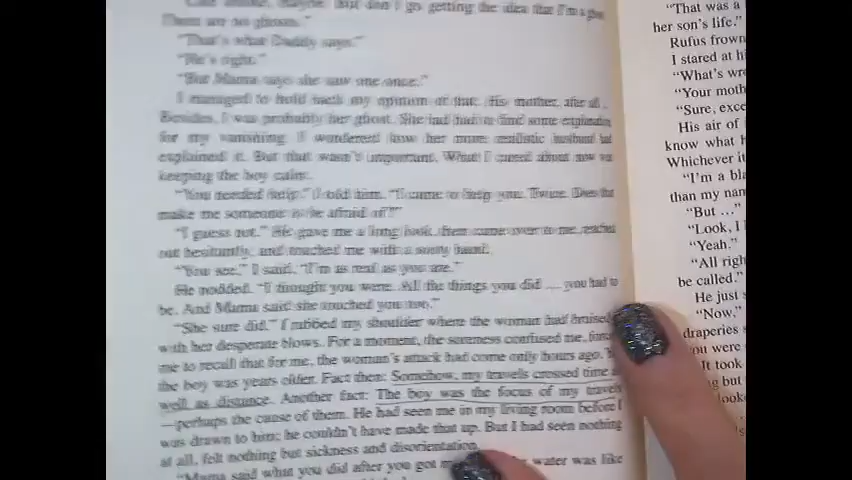 getting the idea that I'm a
"That's what Daddy says."
"He's right."
"But Mama says she saw one once."
I managed to hold back my opinion of that. His mother, after all
Besides, I was probably her ghost. She had had to find some explanation
for my vanishing. I wondered how her more realistic husband had
explained it. But that wasn't important. What I cared about now was
keeping the boy calm.
"You needed help," I told him. "I came to help you. Twice. Does that
make me someone to be afraid of?"
"I guess not." He gave me a long look, then came over to me, reached
out hesitantly, and touched me with a sooty hand.
"You see," I said, "I'm as real as you are."
He nodded. "I thought you were. All the things you did ... you had to
be. And Mama said she touched you too."
"She sure did." I rubbed my shoulder where the woman had bruised
with her desperate blows. For a moment, the soreness confused me,
me to recall that for me, the woman's attack had come only hours ago.
the boy was years older. Fact then: Somehow, my travels crossed time
well as distance. Another fact: The boy was the focus of my travels
—perhaps the cause of them. He had seen me in my living room before I
was drawn to him; he couldn't have made that up. But I had seen nothing
at all, felt nothing but sickness and disorientation.
"Mama said what you did after you got water was like
"That was a
her son's life."
Rufus frown
I stared at hi
"What's wr
"Your moth
"Sure, exce
His air of
know what h
Whichever it
"I'm a bla
than my nam
"But ..."
"Look, I
"Yeah."
"All righ
be called."
He just s
"Now,"
draperies
you were
It took
g but
looke